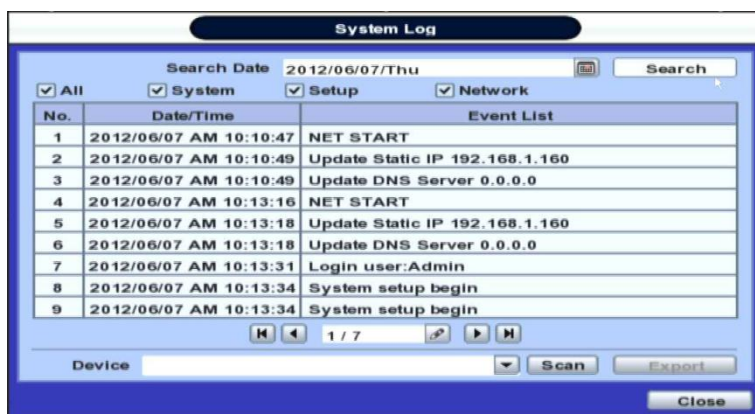 System Log
Search Date 2012/06/07/Thu Search
All System Setup Network
No. Date/Time Event List
1 2012/06/07 AM 10:10:47 NET START
2 2012/06/07 AM 10:10:49 Update Static IP 192.168.1.160
3 2012/06/07 AM 10:10:49 Update DNS Server 0.0.0.0
4 2012/06/07 AM 10:13:16 NET START
5 2012/06/07 AM 10:13:18 Update Static IP 192.168.1.160
6 2012/06/07 AM 10:13:18 Update DNS Server 0.0.0.0
7 2012/06/07 AM 10:13:31 Login user:Admin
8 2012/06/07 AM 10:13:34 System setup begin
9 2012/06/07 AM 10:13:34 System setup begin
1 / 7
Device Scan Export
Close